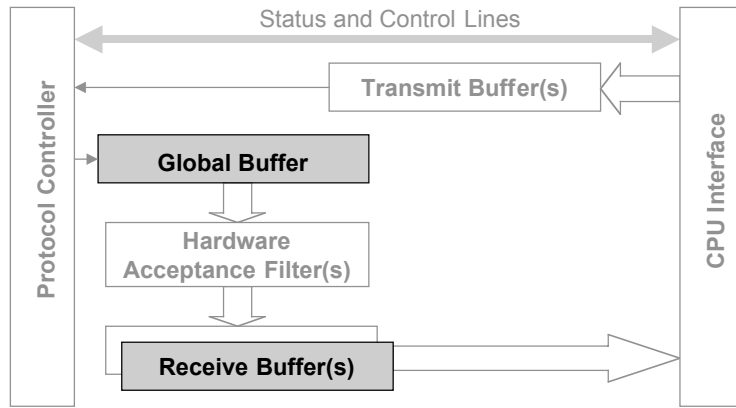 Status and Control Lines
Protocol Controller
Transmit Buffer(s)
CPU Interface
Global Buffer
Hardware
Acceptance Filter(s)
Receive Buffer(s)